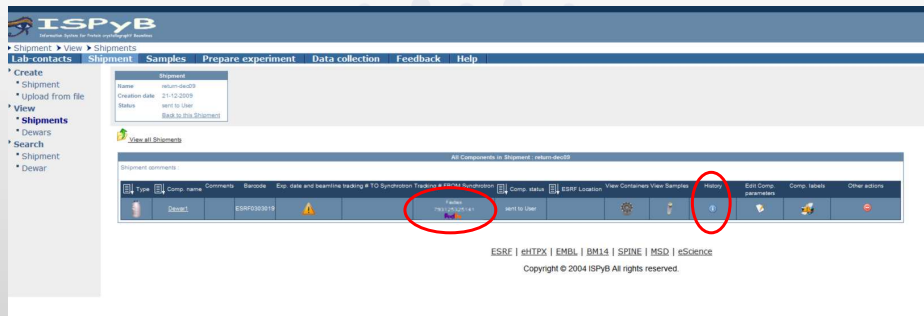 ISPyB
Information System for Protein crystallography Beamlines
Shipment View Shipments
Lab-contacts Shipment Samples Prepare experiment Data collection Feedback Help
Create
Shipment
Upload from file
View
Shipments
Dewars
Search
Shipment
Dewar
Shipment
Name return-dec09
Creation date 21-12-2009
Status sent to User
Back to this Shipment
View all Shipments
All Components in Shipment : return-dec09
Shipment comments :
Type Comp. name Comments Barcode Exp. date and beamline tracking # TO Synchrotron Tracking # FROM Synchrotron Comp. status ESRF Location View Containers View Samples History Edit Comp. parameters Comp. labels Other actions
Dewar1 ESRF0303019 Fedex FedEx sent to User
ESRF | eHTPX | EMBL | BM14 | SPINE | MSD | eScience
Copyright © 2004 ISPyB All rights reserved.